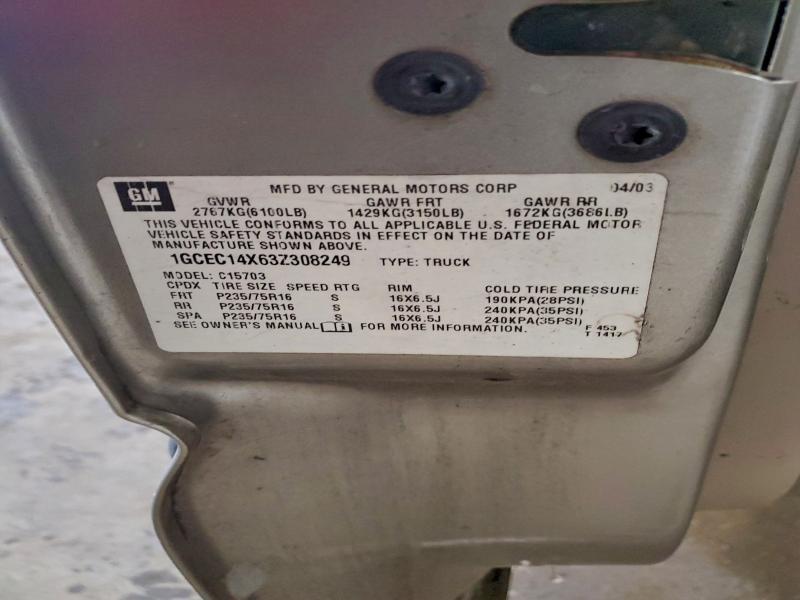 GM MFD BY GENERAL MOTORS CORP 04/03
GVWR GAWR FRT GAWR RR
2767KG(6100LB) 1429KG(3150LB) 1672KG(3686LB)
THIS VEHICLE CONFORMS TO ALL APPLICABLE U.S. FEDERAL MOTOR
VEHICLE SAFETY STANDARDS IN EFFECT ON THE DATE OF
MANUFACTURE SHOWN ABOVE.
1GCEC14X63Z308249 TYPE: TRUCK
MODEL: C15703
CPDX TIRE SIZE SPEED RTG RIM COLD TIRE PRESSURE
FRT P235/75R16 S 16X6.5J 190KPA(28PSI)
RR P235/75R16 S 16X6.5J 240KPA(35PSI)
SPA P235/75R16 S 16X6.5J 240KPA(35PSI)
SEE OWNER'S MANUAL FOR MORE INFORMATION. F 453
T 1417